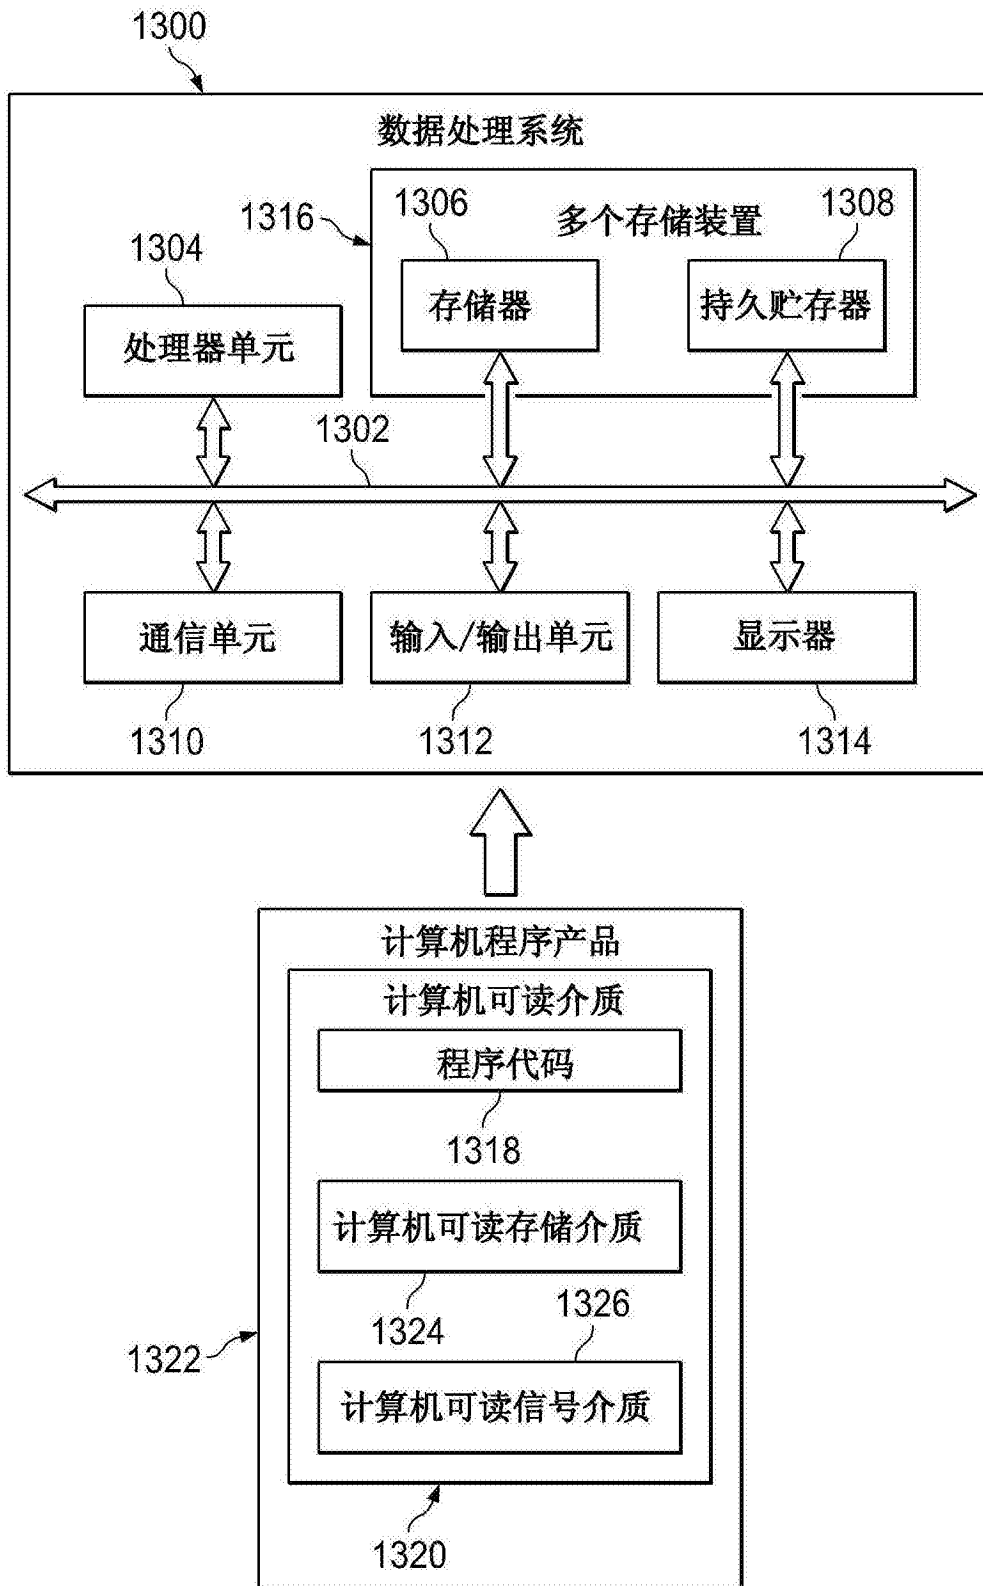 1300
数据处理系统
1316
1306
多个存储装置
1308
1304
存储器
持久贮存器
处理器单元
1302
通信单元
输入/输出单元
显示器
1310
1312
1314
计算机程序产品
计算机可读介质
程序代码
1318
计算机可读存储介质
1324
1326
1322
计算机可读信号介质
1320